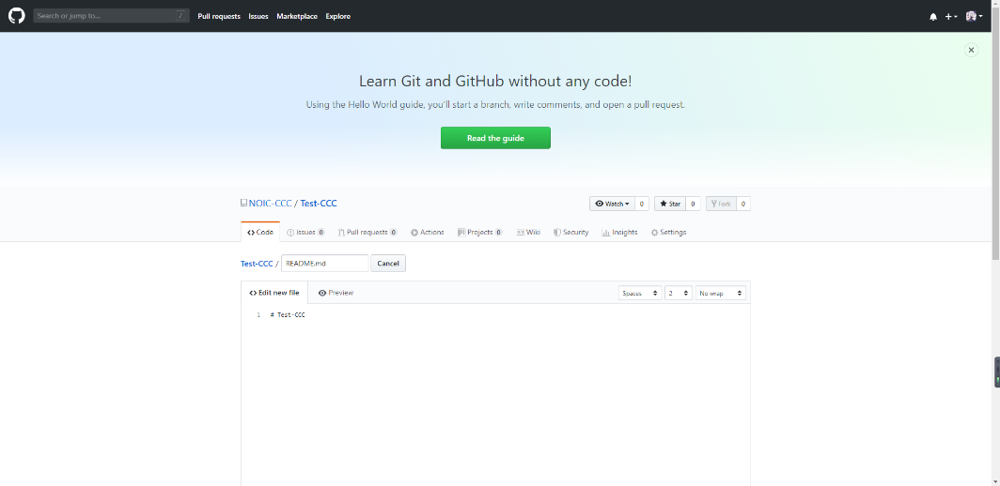 Search or jump to... / Pull requests Issues Marketplace Explore
Learn Git and GitHub without any code!
Using the Hello World guide, you'll start a branch, write comments, and open a pull request.
Read the guide
NOIC-CCC / Test-CCC Watch 0 Star 0 Fork 0
Code Issues 0 Pull requests 0 Actions Projects 0 Wiki Security Insights Settings
Test-CCC / README.md Cancel
Edit new file Preview Spaces 2 No wrap
1 # Test-CCC